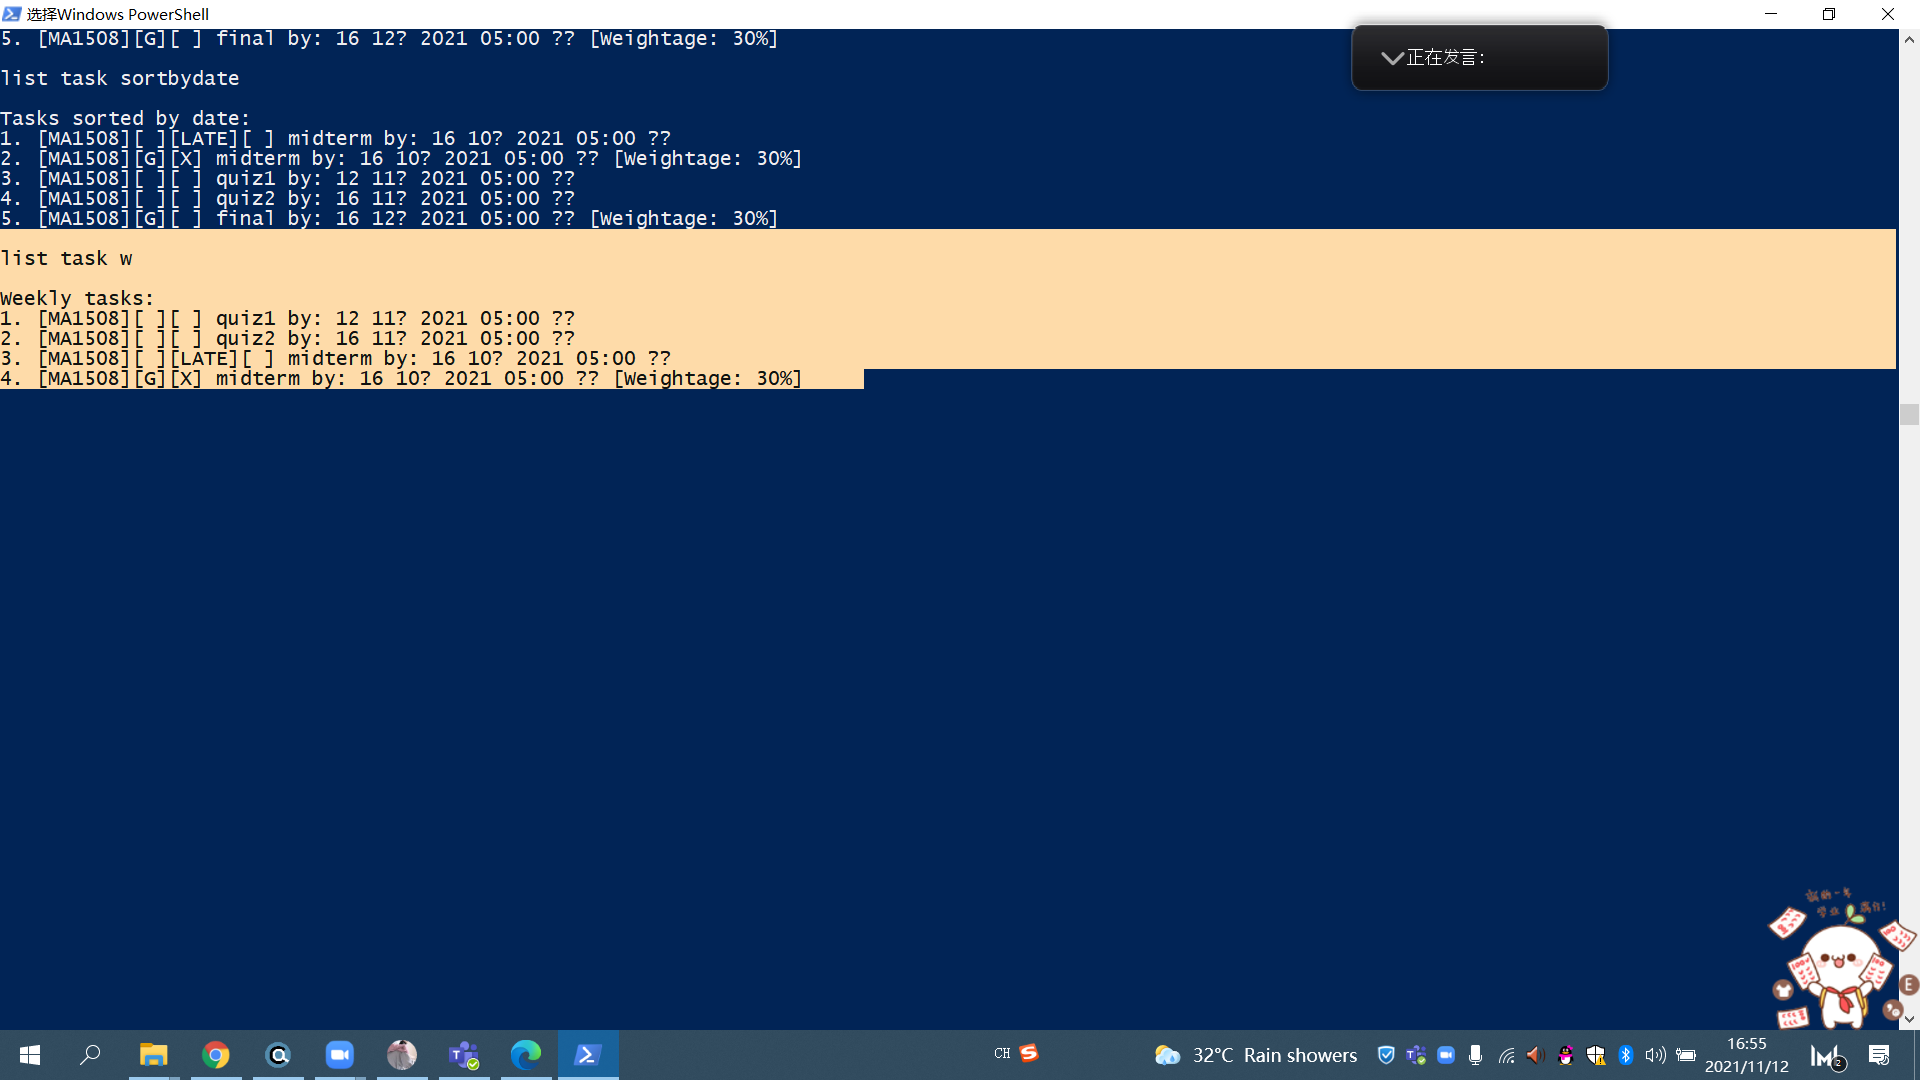 选择Windows PowerShell
5. [MA1508][G][ ] final by: 16 12? 2021 05:00 ?? [Weightage: 30%]
正在发言:
list task sortbydate
Tasks sorted by date:
1. [MA1508][ ][LATE][ ] midterm by: 16 10? 2021 05:00 ??
2. [MA1508][G][X] midterm by: 16 10? 2021 05:00 ?? [Weightage: 30%]
3. [MA1508][ ][ ] quiz1 by: 12 11? 2021 05:00 ??
4. [MA1508][ ][ ] quiz2 by: 16 11? 2021 05:00 ??
5. [MA1508][G][ ] final by: 16 12? 2021 05:00 ?? [Weightage: 30%]
list task w
Weekly tasks:
1. [MA1508][ ][ ] quiz1 by: 12 11? 2021 05:00 ??
2. [MA1508][ ][ ] quiz2 by: 16 11? 2021 05:00 ??
3. [MA1508][ ][LATE][ ] midterm by: 16 10? 2021 05:00 ??
4. [MA1508][G][X] midterm by: 16 10? 2021 05:00 ?? [Weightage: 30%]
E
CH
32°C Rain showers
16:55
2021/11/12
2